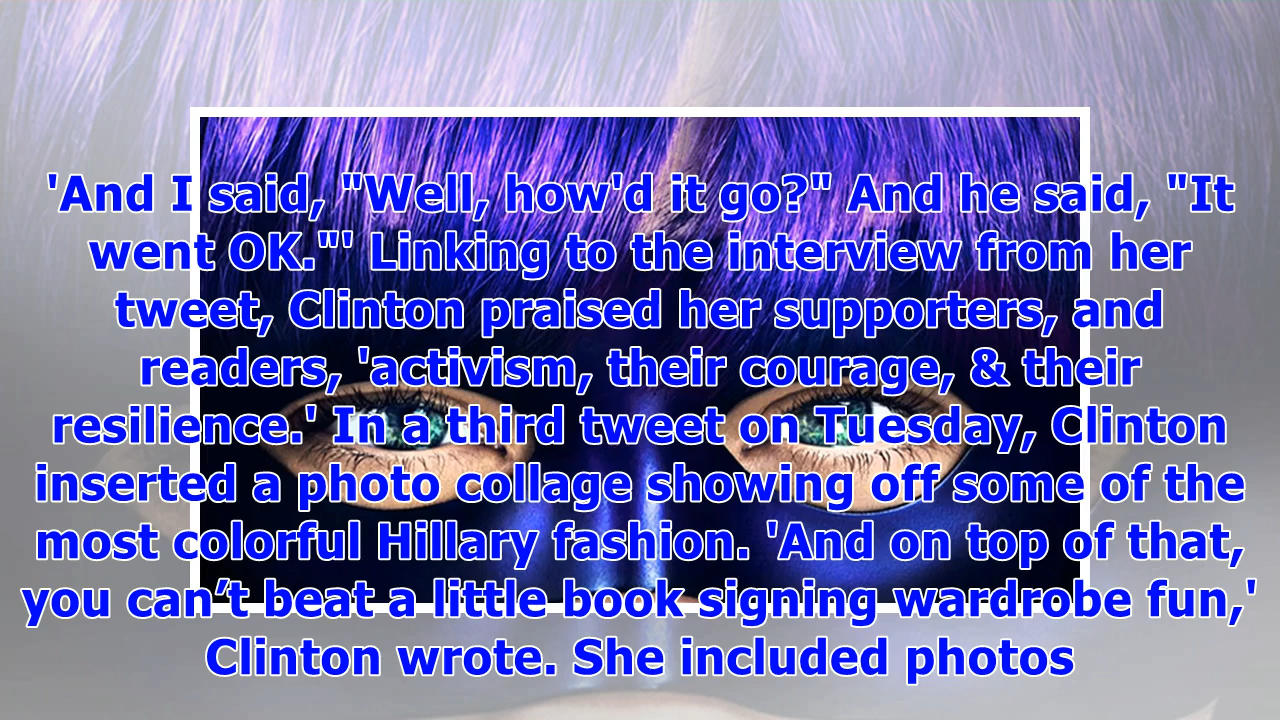 'And I said, "Well, how'd it go?" And he said, "It
went OK."' Linking to the interview from her
tweet, Clinton praised her supporters, and
readers, 'activism, their courage, & their
resilience.' In a third tweet on Tuesday, Clinton
inserted a photo collage showing off some of the
most colorful Hillary fashion. 'And on top of that,
you can’t beat a little book signing wardrobe fun,'
Clinton wrote. She included photos